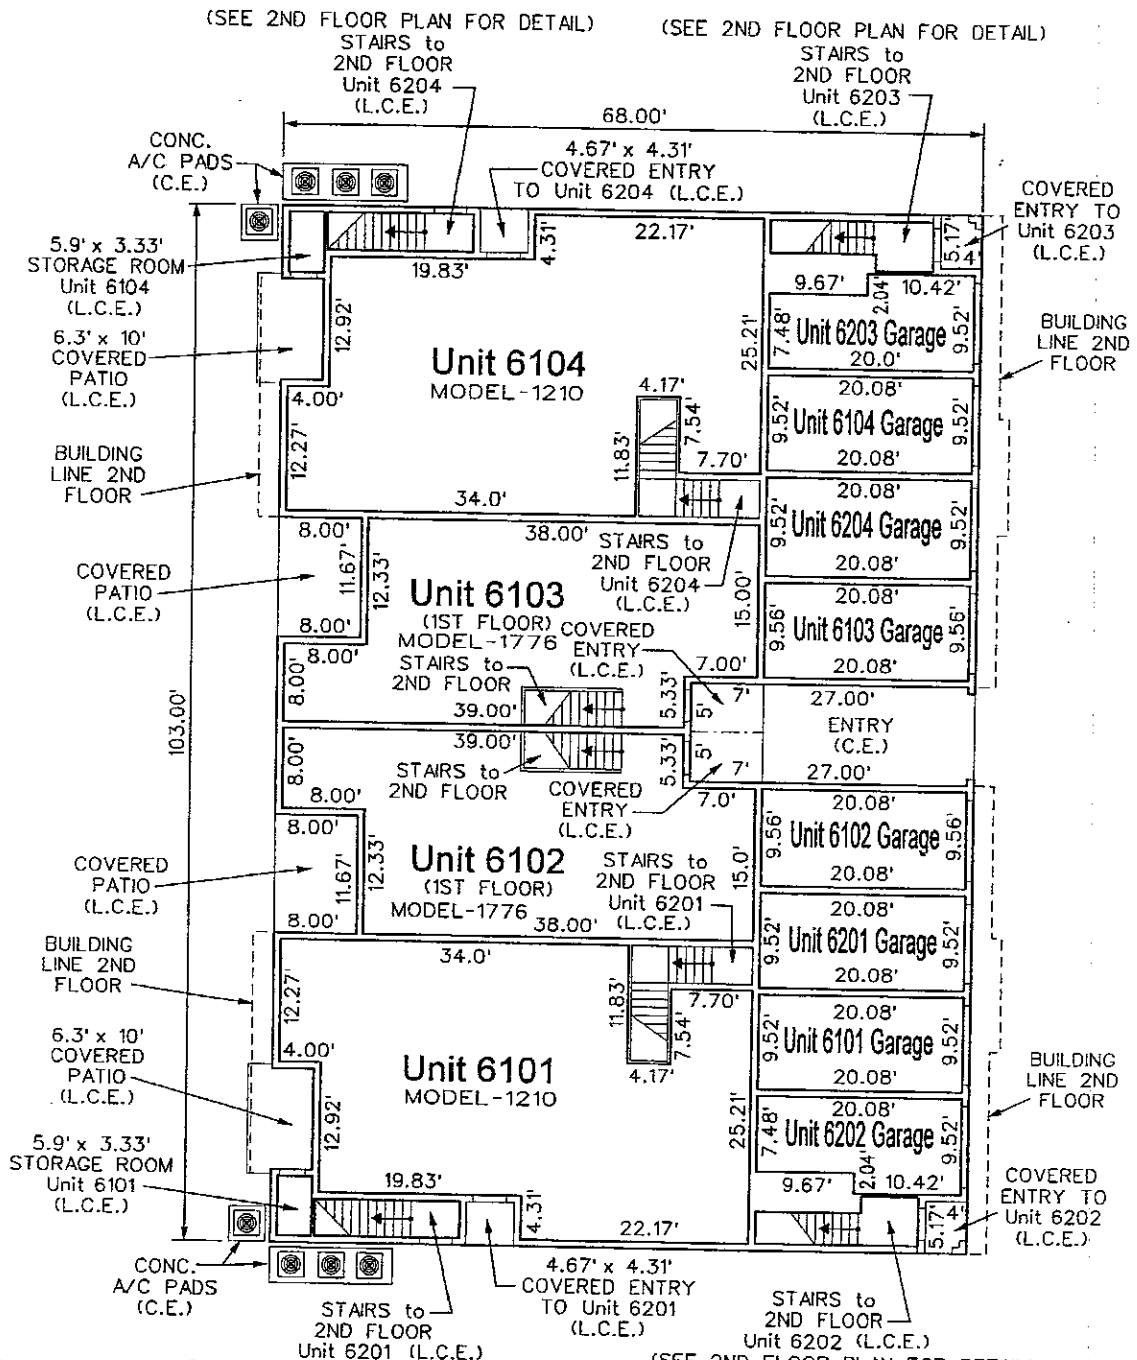 (SEE 2ND FLOOR PLAN FOR DETAIL)
STAIRS to
2ND FLOOR
Unit 6204
(L.C.E.)
(SEE 2ND FLOOR PLAN FOR DETAIL)
STAIRS to
2ND FLOOR
Unit 6203
(L.C.E.)
68.00'
CONC.
A/C PADS
(C.E.)
4.67' x 4.31'
COVERED ENTRY
TO Unit 6204 (L.C.E.)
COVERED
ENTRY TO
Unit 6203
(L.C.E.)
5.9' x 3.33'
STORAGE ROOM
Unit 6104
(L.C.E.)
19.83'
4.31'
22.17'
5.17'
4'
9.67'
2.04'
10.42'
6.3' x 10'
COVERED
PATIO
(L.C.E.)
12.92'
Unit 6104
MODEL-1210
25.21'
7.48'
Unit 6203 Garage
9.52'
20.0'
BUILDING
LINE 2ND
FLOOR
4.00'
4.17'
20.08'
9.52'
Unit 6104 Garage
9.52'
20.08'
BUILDING
LINE 2ND
FLOOR
12.27'
11.83'
7.54'
7.70'
34.0'
20.08'
9.52'
Unit 6204 Garage
9.52'
20.08'
8.00'
38.00'
STAIRS to
2ND FLOOR
Unit 6204
(L.C.E.)
COVERED
PATIO
(L.C.E.)
11.67'
12.33'
Unit 6103
(1ST FLOOR)
MODEL-1776
15.00'
20.08'
9.56'
Unit 6103 Garage
9.56'
20.08'
8.00'
8.00'
COVERED
ENTRY
(L.C.E.)
STAIRS to
2ND FLOOR
7.00'
8.00'
39.00'
5.33'
7'
5'
27.00'
ENTRY
(C.E.)
103.00'
39.00'
8.00'
STAIRS to
2ND FLOOR
5.33'
5'
7'
27.00'
COVERED
ENTRY
(L.C.E.)
7.0'
8.00'
8.00'
20.08'
9.56'
Unit 6102 Garage
9.56'
20.08'
COVERED
PATIO
(L.C.E.)
11.67'
12.33'
Unit 6102
(1ST FLOOR)
MODEL-1776
STAIRS to
2ND FLOOR
Unit 6201
(L.C.E.)
15.0'
8.00'
38.00'
20.08'
9.52'
Unit 6201 Garage
9.52'
20.08'
BUILDING
LINE 2ND
FLOOR
34.0'
12.27'
11.83'
7.70'
7.54'
4.17'
20.08'
9.52'
Unit 6101 Garage
9.52'
20.08'
6.3' x 10'
COVERED
PATIO
(L.C.E.)
4.00'
12.92'
Unit 6101
MODEL-1210
25.21'
20.08'
7.48'
Unit 6202 Garage
9.52'
BUILDING
LINE 2ND
FLOOR
5.9' x 3.33'
STORAGE ROOM
Unit 6101
(L.C.E.)
19.83'
4.31'
22.17'
9.67'
2.04'
10.42'
5.17'
4'
COVERED
ENTRY TO
Unit 6202
(L.C.E.)
CONC.
A/C PADS
(C.E.)
STAIRS to
2ND FLOOR
Unit 6201 (L.C.E.)
4.67' x 4.31'
COVERED ENTRY
TO Unit 6201
(L.C.E.)
STAIRS to
2ND FLOOR
Unit 6202 (L.C.E.)